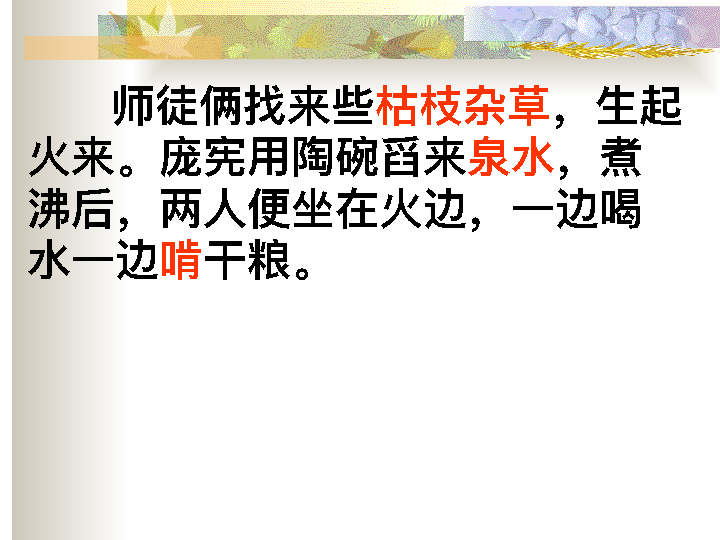 师徒俩找来些枯枝杂草，生起
火来。庞宪用陶碗舀来泉水，煮
沸后，两人便坐在火边，一边喝
水一边啃干粮。